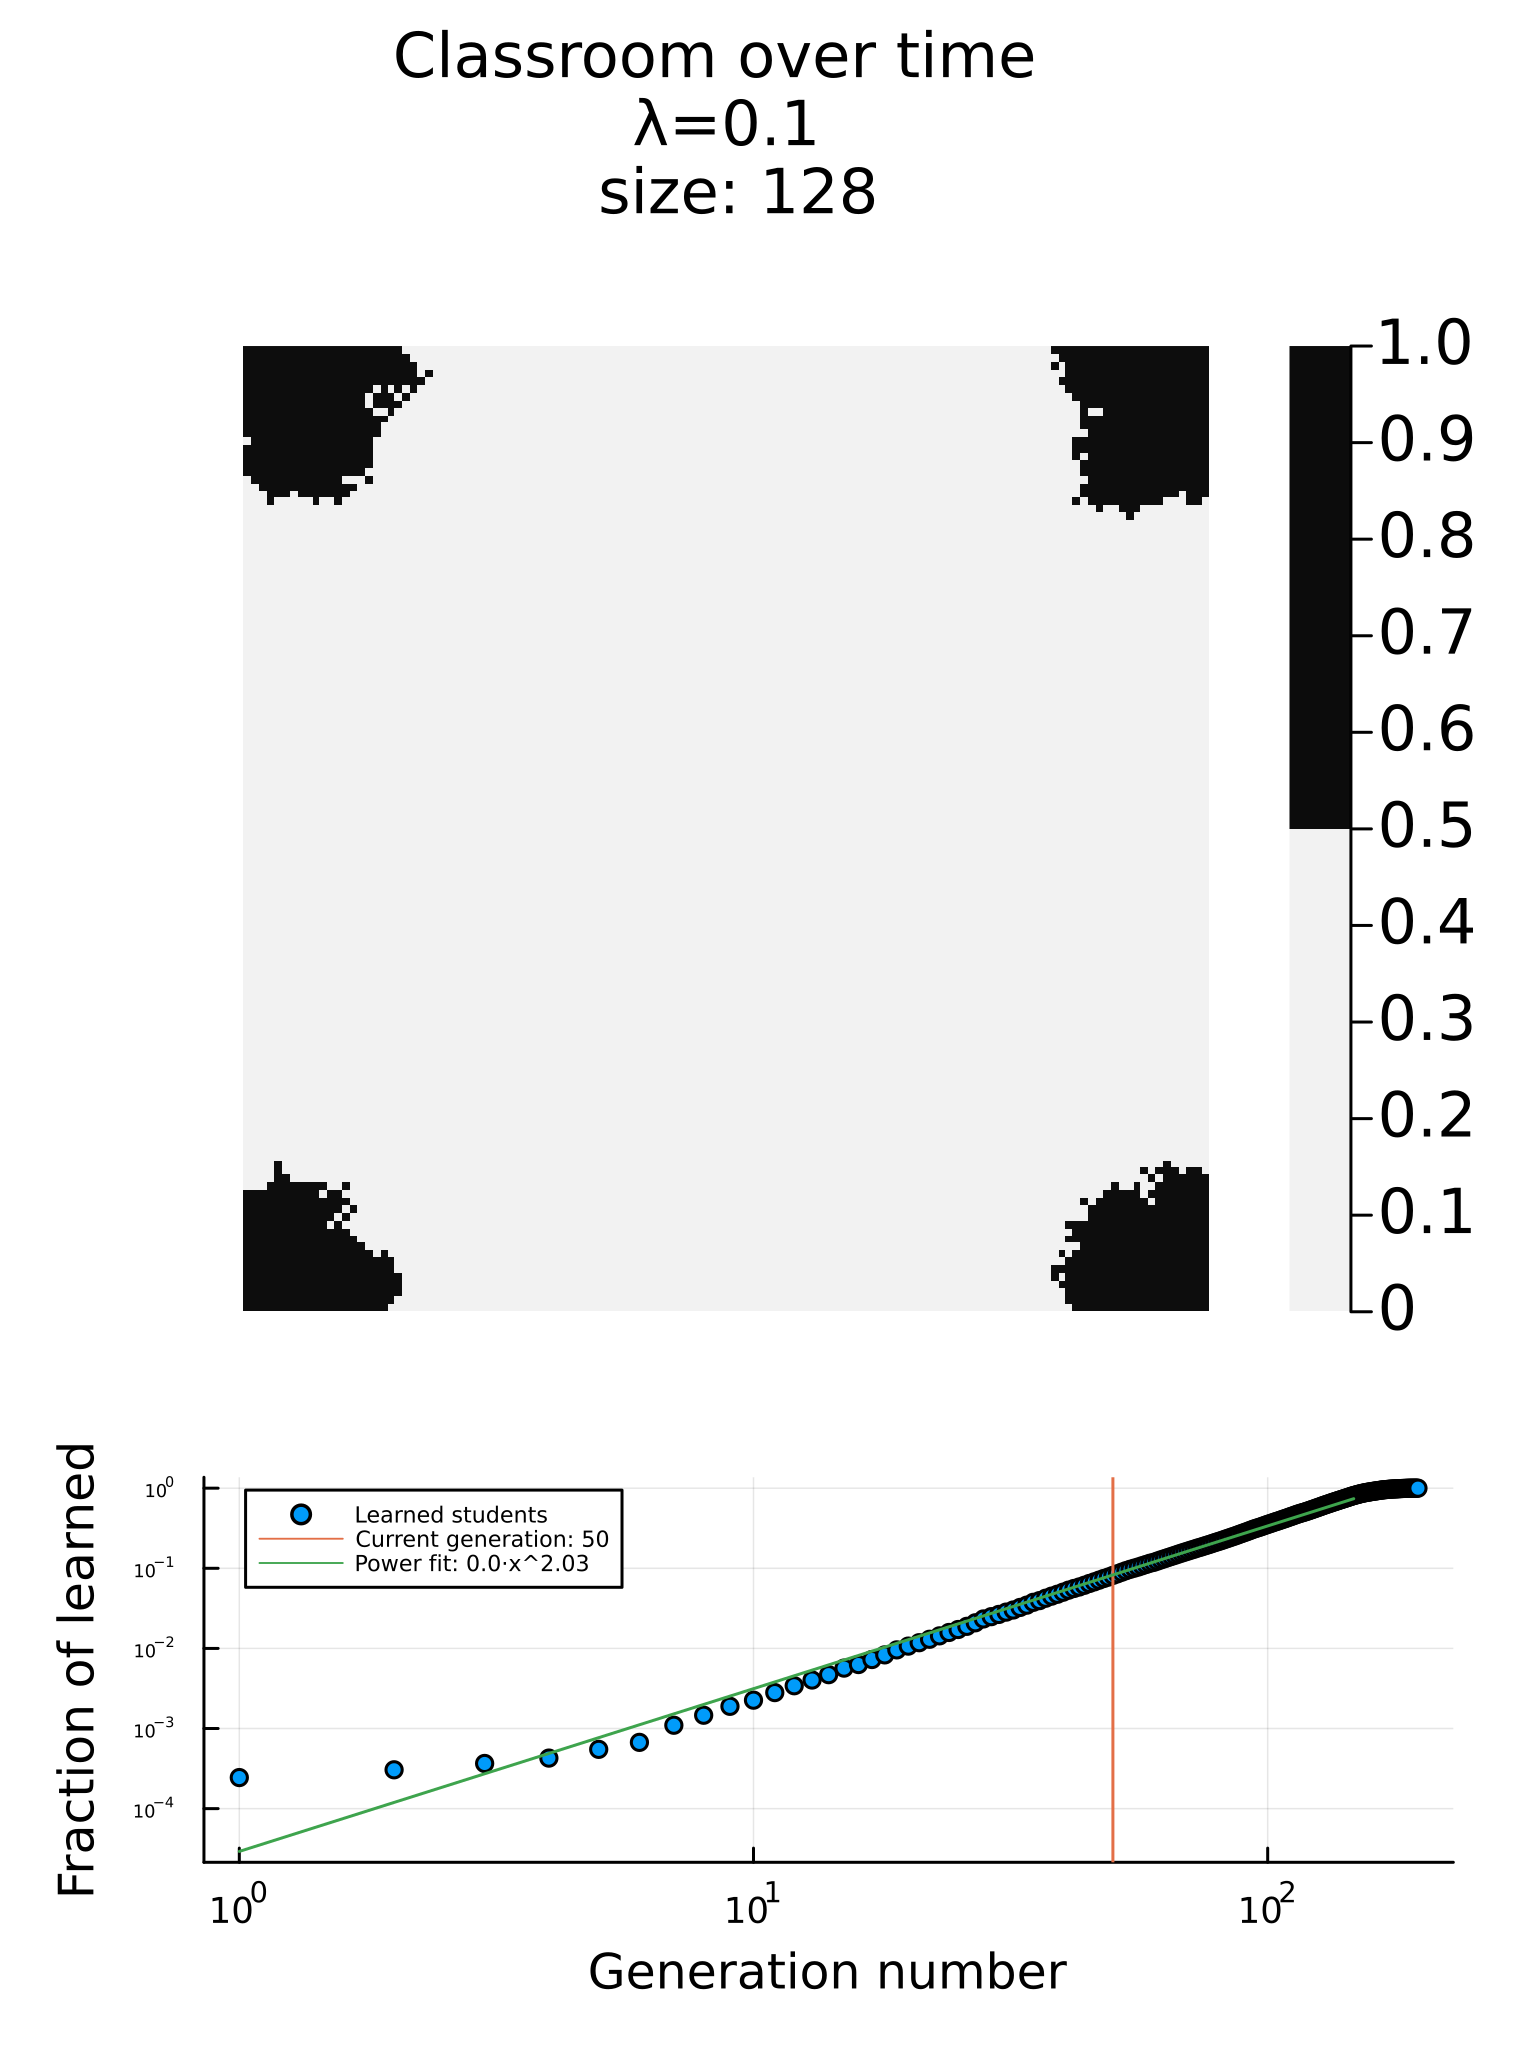 Classroom over time
λ=0.1
size: 128
1.0
0.9
0.8
0.7
0.6
0.5
0.4
0.3
0.2
0.1
0
Fraction of learned
10^0
10^-1
10^-2
10^-3
10^-4
Learned students
Current generation: 50
Power fit: 0.0·x^2.03
10^0 10^1 10^2
Generation number